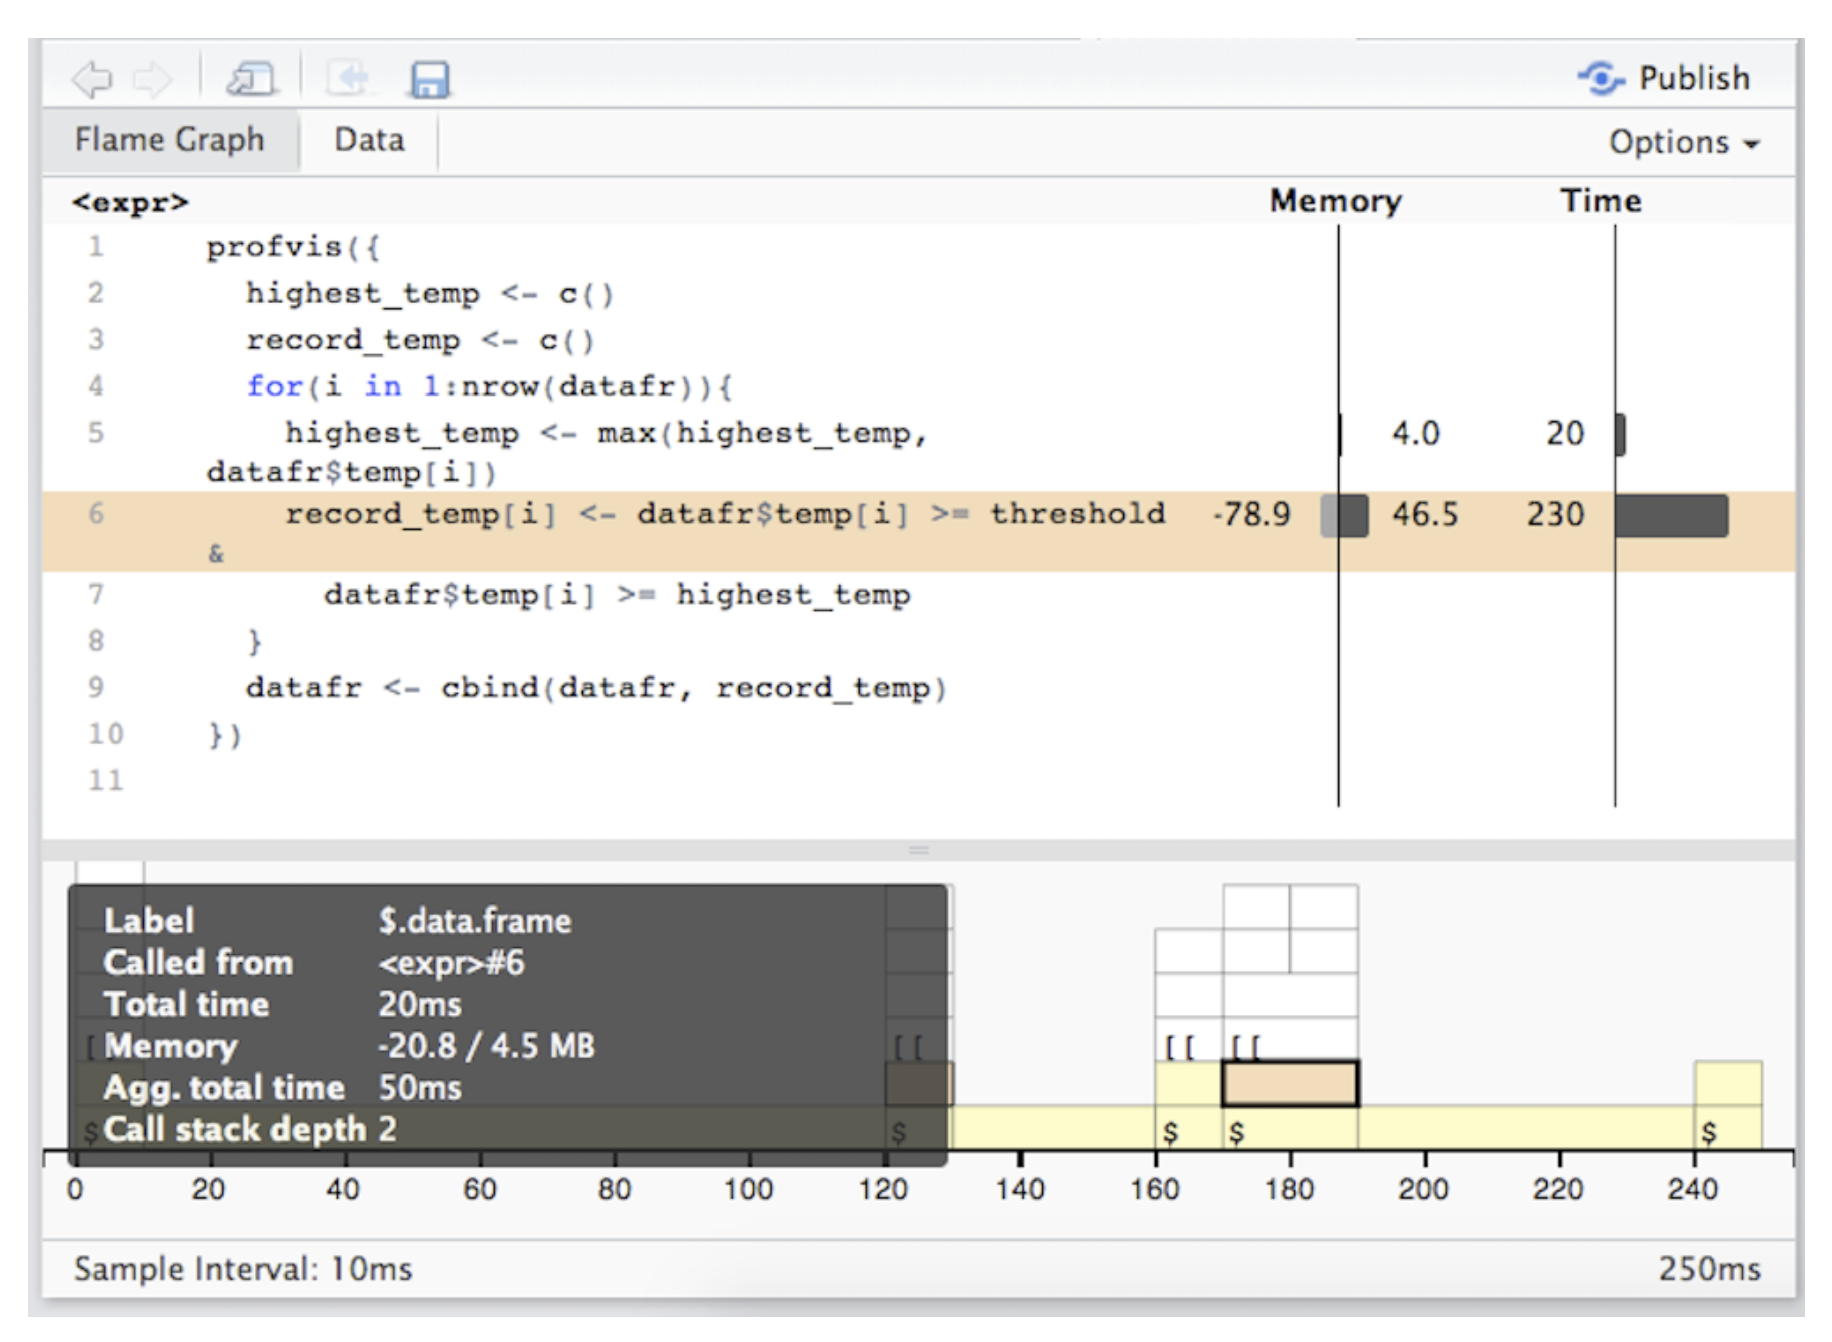 Publish
Flame Graph Data Options
<expr> Memory Time
1 profvis({
2 highest_temp <- c()
3 record_temp <- c()
4 for(i in 1:nrow(datafr)){
5 highest_temp <- max(highest_temp, 4.0 20
datafr$temp[i])
6 record_temp[i] <- datafr$temp[i] >= threshold -78.9 46.5 230
&
7 datafr$temp[i] >= highest_temp
8 }
9 datafr <- cbind(datafr, record_temp)
10 })
11
Label $.data.frame
Called from <expr>#6
Total time 20ms
Memory -20.8 / 4.5 MB [[ [[ [[
Agg. total time 50ms
Call stack depth 2 $ $ $ $ $
0 20 40 60 80 100 120 140 160 180 200 220 240
Sample Interval: 10ms 250ms